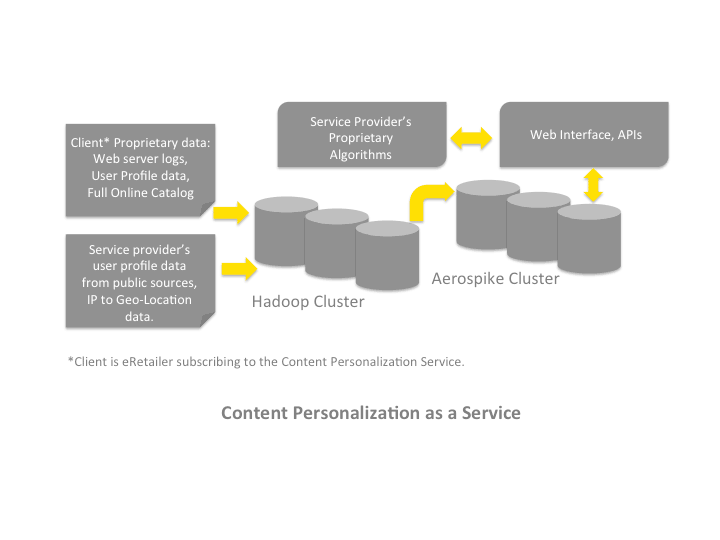 Client* Proprietary data:
Web server logs,
User Profile data,
Full Online Catalog
Service Provider's
Proprietary
Algorithms
Web Interface, APIs
Service provider's
user profile data
from public sources,
IP to Geo-Location
data.
Hadoop Cluster
Aerospike Cluster
*Client is eRetailer subscribing to the Content Personalization Service.
Content Personalization as a Service